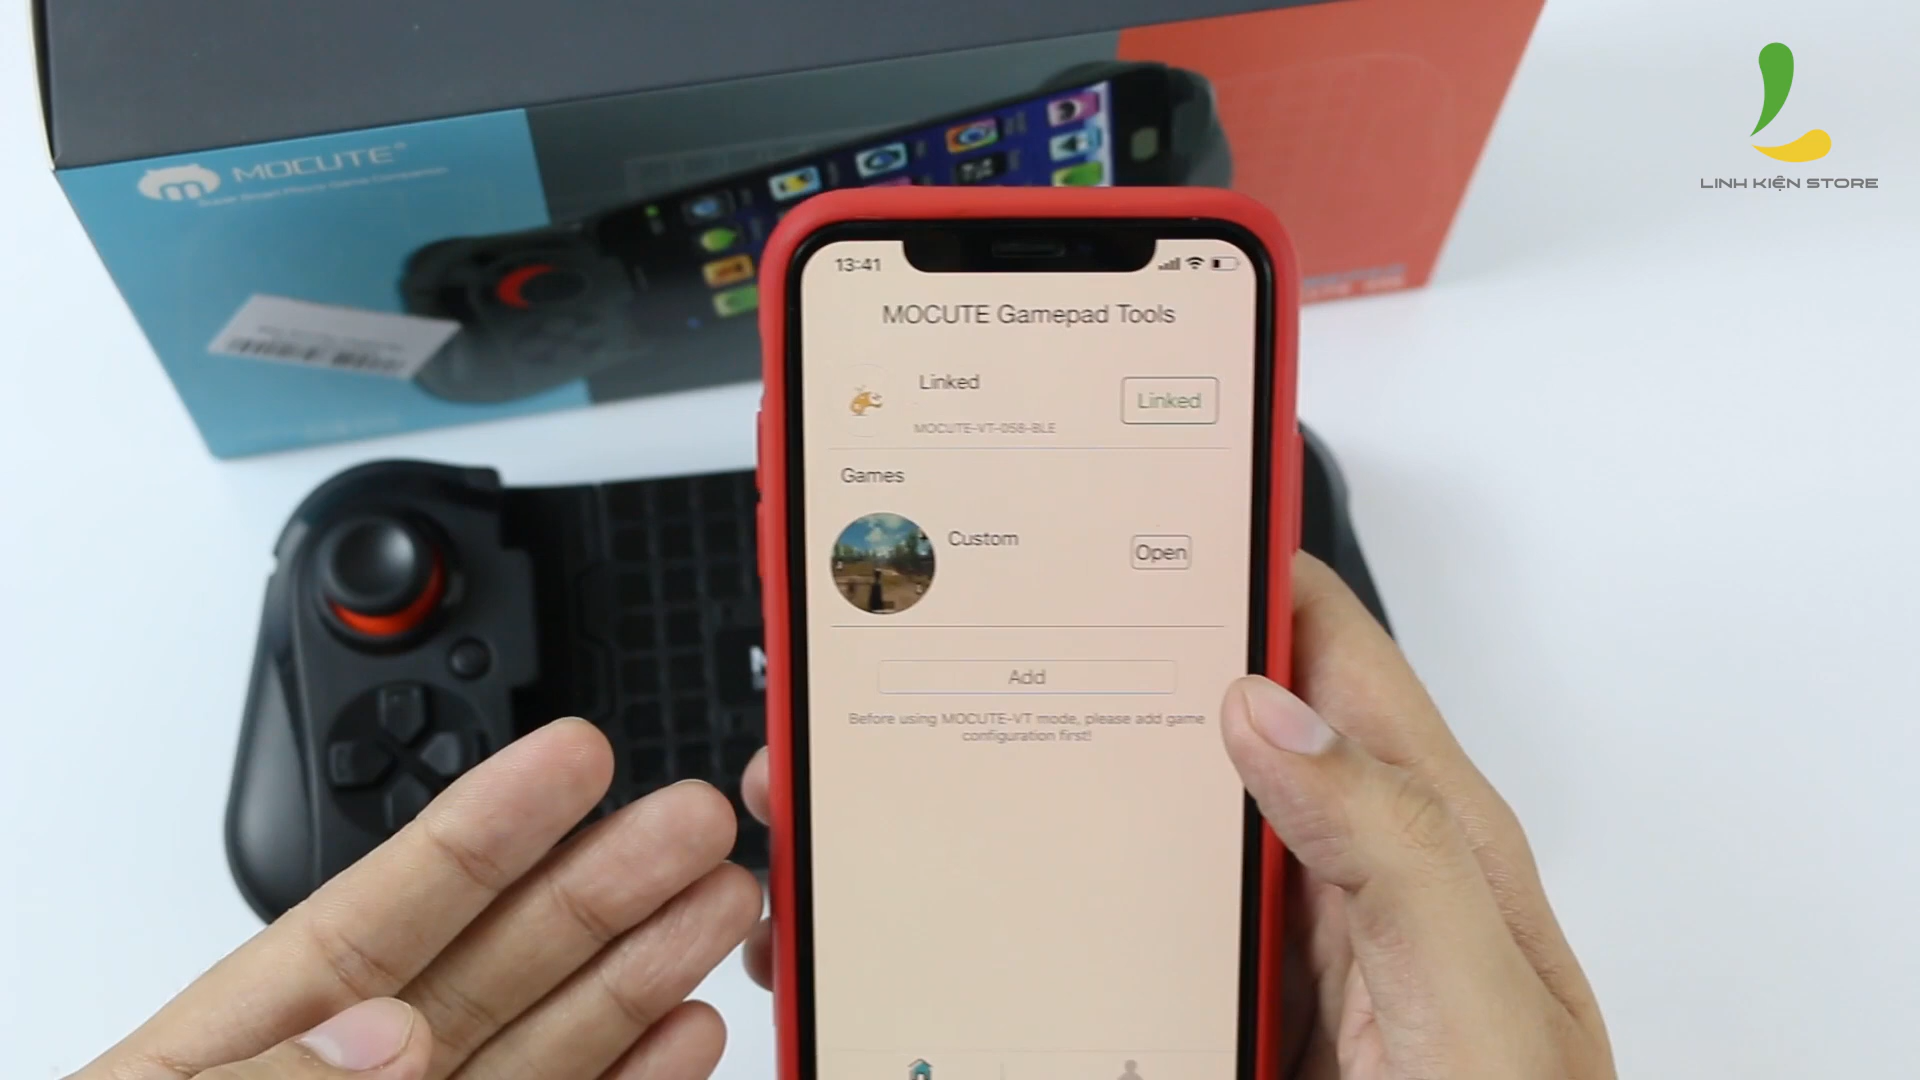 MOCUTE®
LINH KIỆN STORE
13:41
MOCUTE Gamepad Tools
Linked
Linked
MOCUTE-VT-058-BLE
Games
Custom
Open
Add
Before using MOCUTE-VT mode, please add game
configuration first!